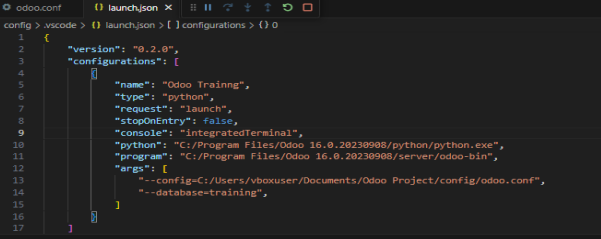 odoo.conf launch.json
config > .vscode > launch.json > [ ] configurations > { } 0
1 {
2 "version": "0.2.0",
3 "configurations": [
4 {
5 "name": "Odoo Trainng",
6 "type": "python",
7 "request": "launch",
8 "stopOnEntry": false,
9 "console": "integratedTerminal",
10 "python": "C:/Program Files/Odoo 16.0.20230908/python/python.exe",
11 "program": "C:/Program Files/Odoo 16.0.20230908/server/odoo-bin",
12 "args": [
13 "--config=C:/Users/vboxuser/Documents/Odoo Project/config/odoo.conf",
14 "--database=training",
15 ]
16 }
17 ]